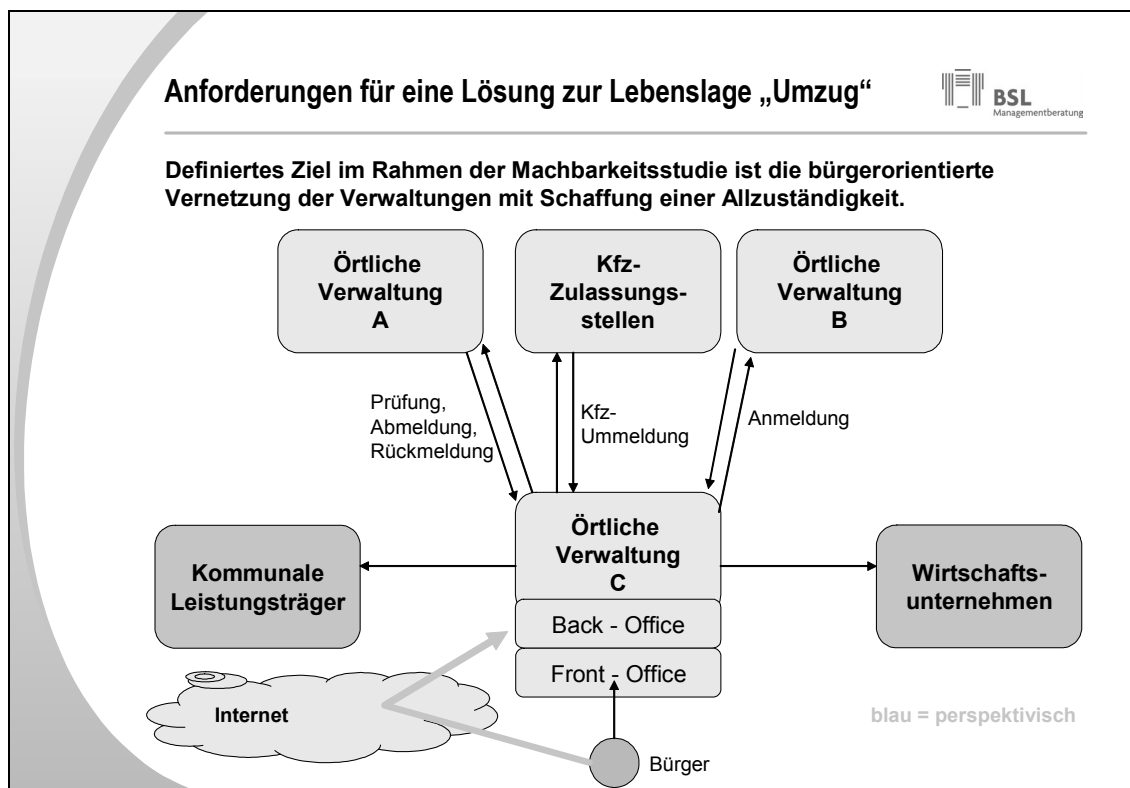 Anforderungen für eine Lösung zur Lebenslage „Umzug“
BSL
Managementberatung
Definiertes Ziel im Rahmen der Machbarkeitsstudie ist die bürgerorientierte
Vernetzung der Verwaltungen mit Schaffung einer Allzuständigkeit.
Örtliche
Verwaltung
A
Kfz-
Zulassungs-
stellen
Örtliche
Verwaltung
B
Prüfung,
Abmeldung,
Rückmeldung
Kfz-
Ummeldung
Anmeldung
Kommunale
Leistungsträger
Örtliche
Verwaltung
C
Wirtschafts-
unternehmen
Back - Office
Front - Office
Internet
blau = perspektivisch
Bürger